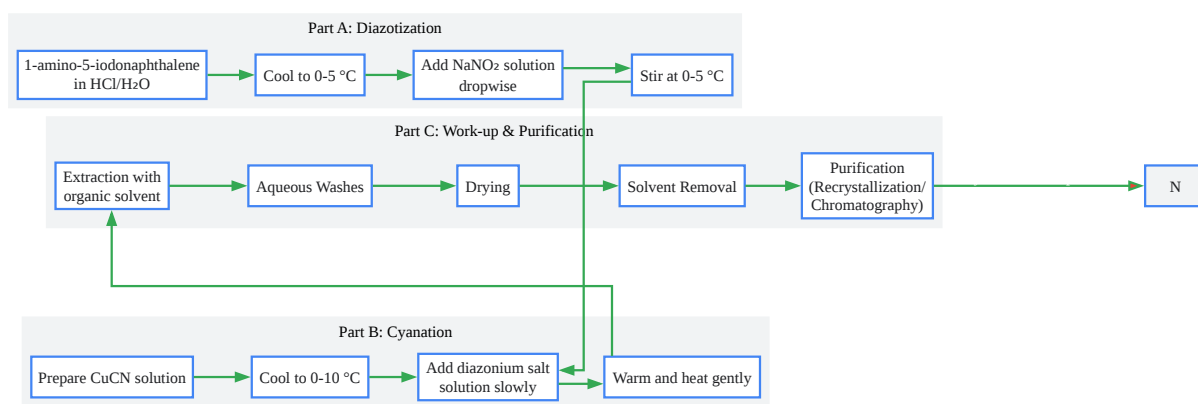 Part A: Diazotization
1-amino-5-iodonaphthalene
in HCl/H₂O
Cool to 0-5 °C
Add NaNO₂ solution
dropwise
Stir at 0-5 °C
Part C: Work-up & Purification
Extraction with
organic solvent
Aqueous Washes
Drying
Solvent Removal
Purification
(Recrystallization/
Chromatography)
N
Part B: Cyanation
Prepare CuCN solution
Cool to 0-10 °C
Add diazonium salt
solution slowly
Warm and heat gently